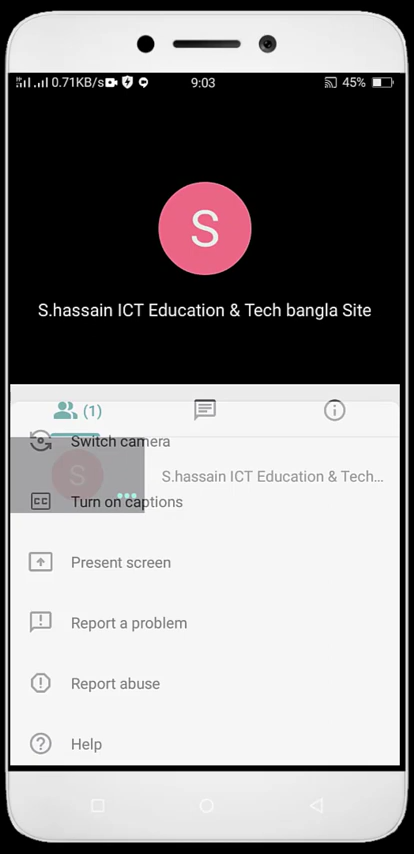 0.71KB/s
9:03
45%
S
S.hassain ICT Education & Tech bangla Site
(1)
Switch camera
S
S.hassain ICT Education & Tech...
CC
Turn on captions
Present screen
Report a problem
Report abuse
Help